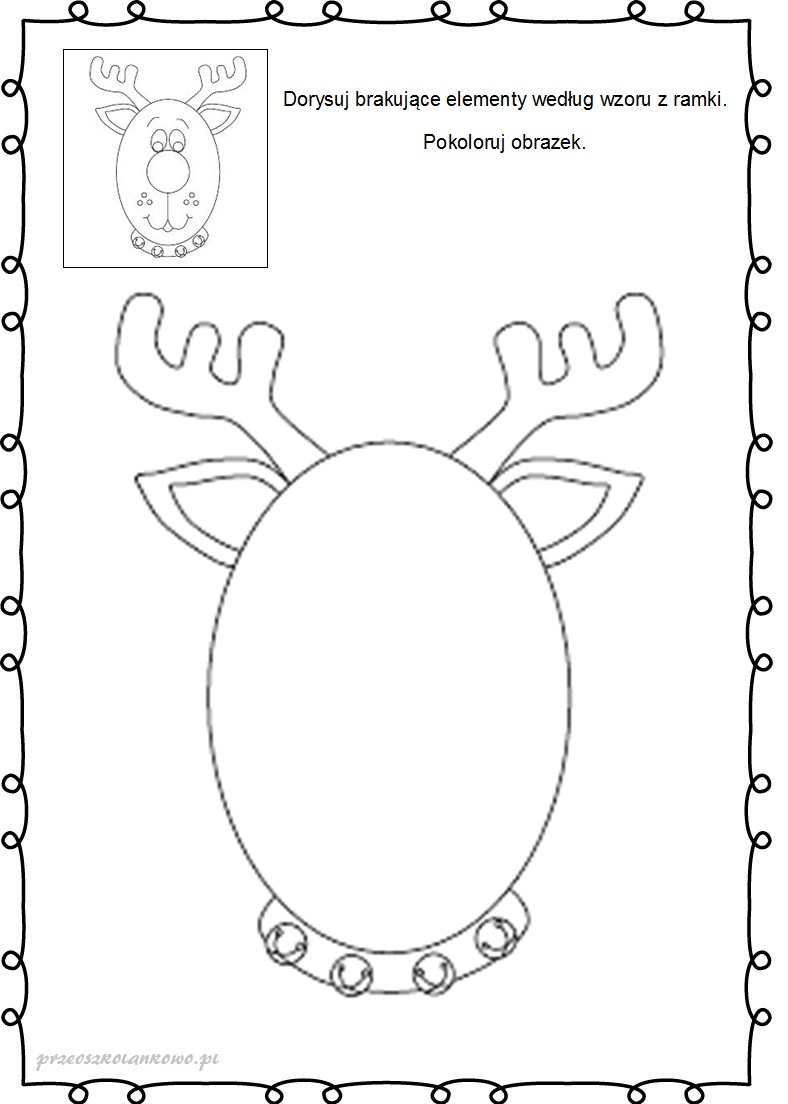 Dorysuj brakujące elementy według wzoru z ramki.
Pokoloruj obrazek.
przeoszkolankowo.pl